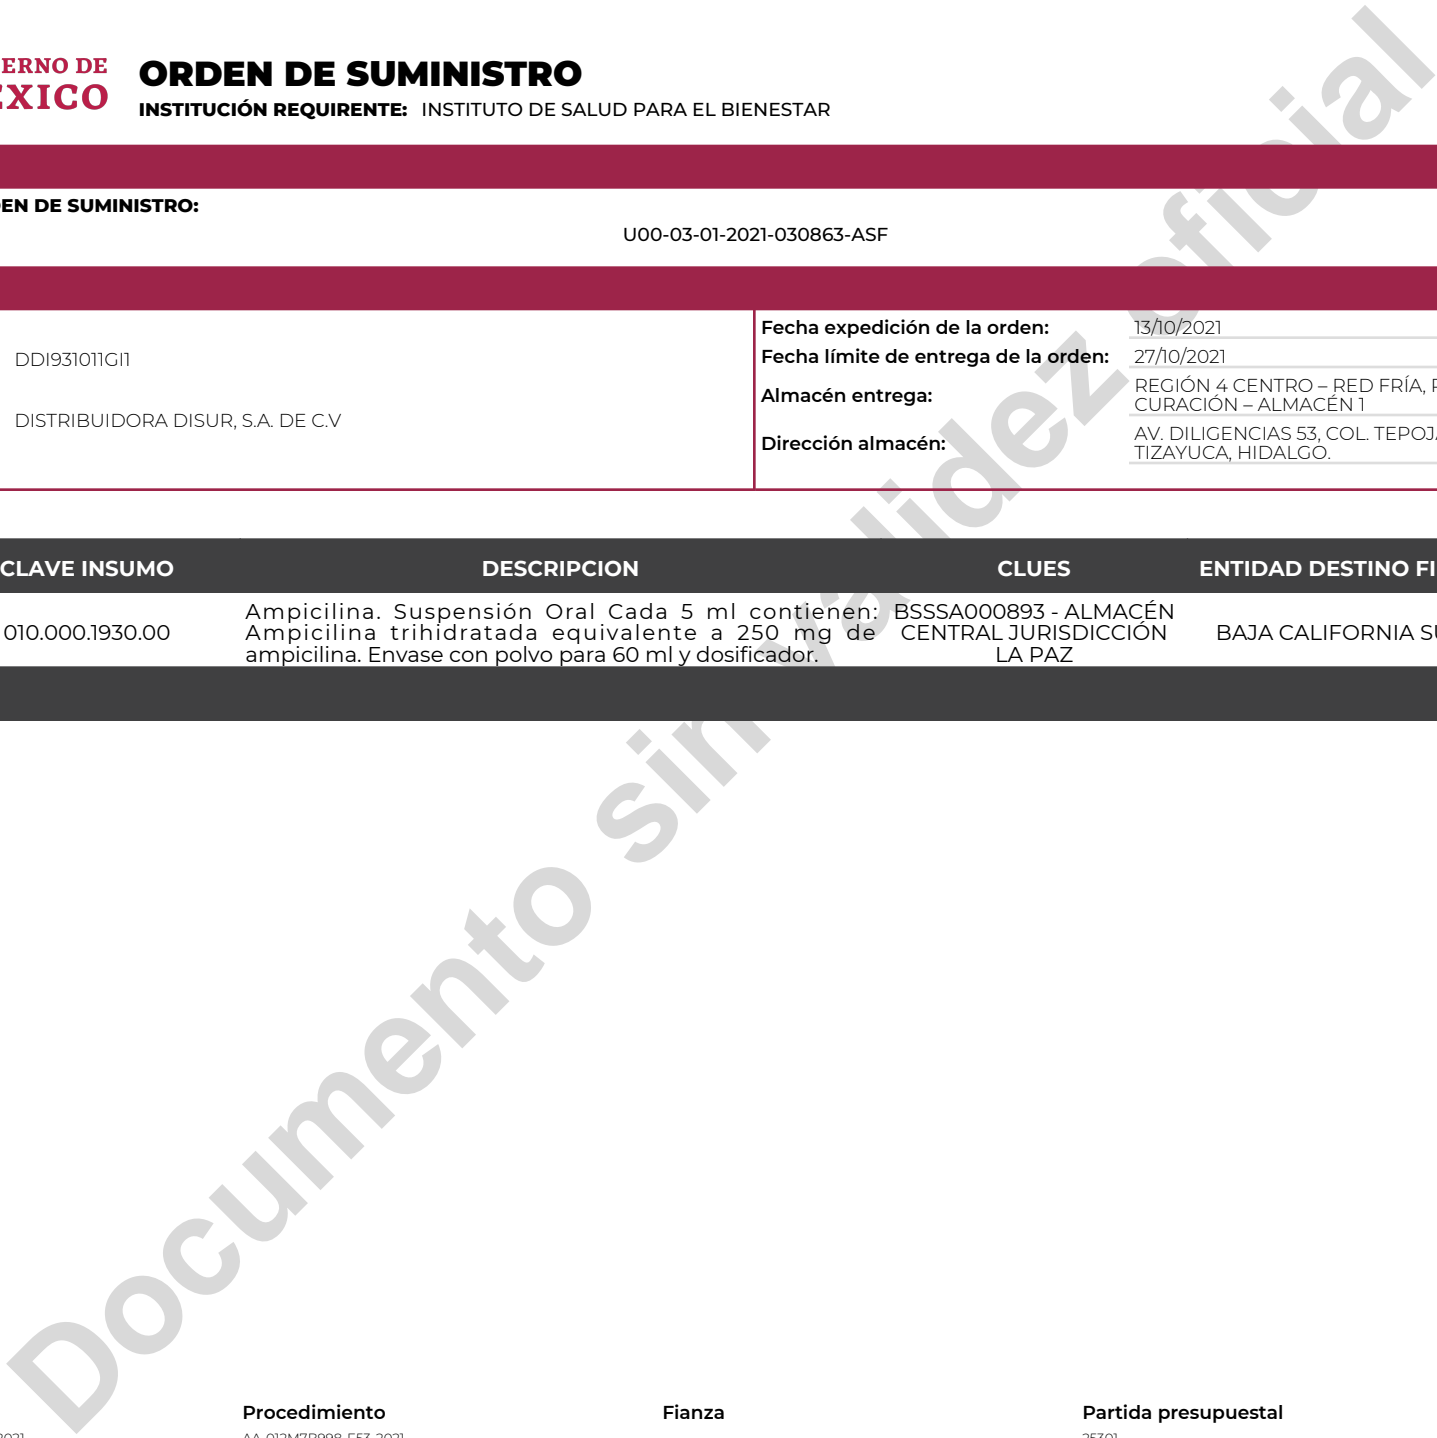 ERNO DE
ÉXICO
ORDEN DE SUMINISTRO
INSTITUCIÓN REQUIRENTE: INSTITUTO DE SALUD PARA EL BIENESTAR
EN DE SUMINISTRO:
U00-03-01-2021-030863-ASF
DDI931011GI1
DISTRIBUIDORA DISUR, S.A. DE C.V
Fecha expedición de la orden: 13/10/2021
Fecha límite de entrega de la orden: 27/10/2021
Almacén entrega: REGIÓN 4 CENTRO – RED FRÍA,
CURACIÓN – ALMACÉN 1
Dirección almacén: AV. DILIGENCIAS 53, COL. TEPOJ
TIZAYUCA, HIDALGO.
CLAVE INSUMO DESCRIPCION CLUES ENTIDAD DESTINO FI
010.000.1930.00
Ampicilina. Suspensión Oral Cada 5 ml contienen:
Ampicilina trihidratada equivalente a 250 mg de
ampicilina. Envase con polvo para 60 ml y dosificador.
BSSSA000893 - ALMACÉN
CENTRAL JURISDICCIÓN
LA PAZ
BAJA CALIFORNIA S
Documento sin validez oficial
Procedimiento Fianza Partida presupuestal